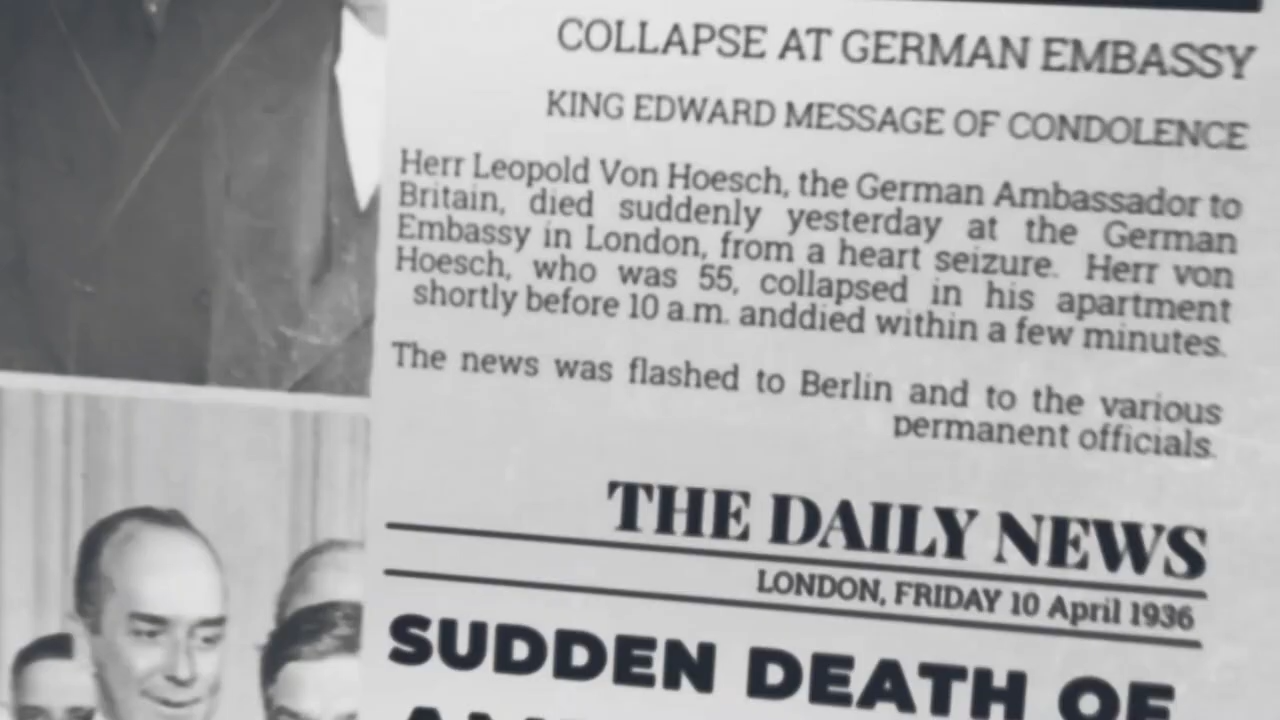 COLLAPSE AT GERMAN EMBASSY
KING EDWARD MESSAGE OF CONDOLENCE
Herr Leopold Von Hoesch, the German Ambassador to
Britain, died suddenly yesterday at the German
Embassy in London, from a heart seizure. Herr von
Hoesch, who was 55, collapsed in his apartment
shortly before 10 a.m. anddied within a few minutes.
The news was flashed to Berlin and to the various
permanent officials.
THE DAILY NEWS
LONDON, FRIDAY 10 April 1936
SUDDEN DEATH OF